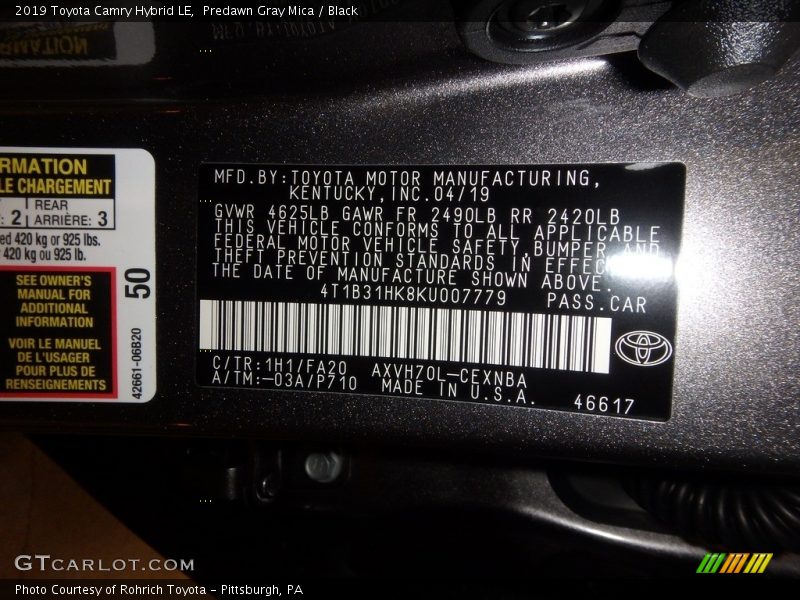 2019 Toyota Camry Hybrid LE, Predawn Gray Mica / Black
RMATION
LE CHARGEMENT
2 REAR ARRIÈRE: 3
ed 420 kg or 925 lbs.
420 kg ou 925 lb.
SEE OWNER'S
MANUAL FOR
ADDITIONAL
INFORMATION
VOIR LE MANUEL
DE L'USAGER
POUR PLUS DE
RENSEIGNEMENTS
50
42661-06B20
MFD.BY:TOYOTA MOTOR MANUFACTURING,
KENTUCKY,INC.04/19
GVWR 4625LB GAWR FR 2490LB RR 2420LB
THIS VEHICLE CONFORMS TO ALL APPLICABLE
FEDERAL MOTOR VEHICLE SAFETY,BUMPER,AND
THEFT PREVENTION STANDARDS IN EFFEC
THE DATE OF MANUFACTURE SHOWN ABOVE.
4T1B31HK8KU007779 PASS.CAR
C/TR:1H1/FA20 AXVH70L-CEXNBA
A/TM:-03A/P710 MADE IN U.S.A.
46617
GTCARLOT.COM
Photo Courtesy of Rohrich Toyota - Pittsburgh, PA